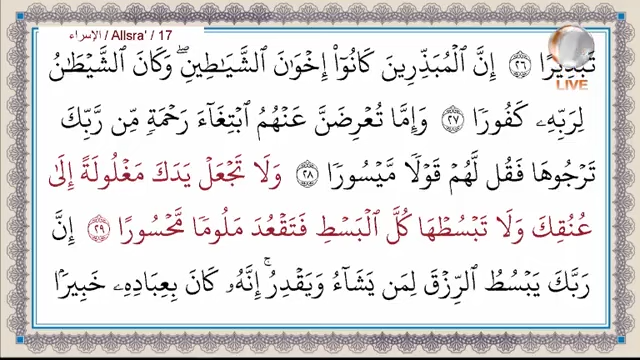 الإسراء / AlIsra' / 17
تَبۡذِيرًا ٢٦ إِنَّ ٱلۡمُبَذِّرِينَ كَانُوٓاْ إِخۡوَٰنَ ٱلشَّيَٰطِينِۖ وَكَانَ ٱلشَّيۡطَٰنُ
LIVE
لِرَبِّهِۦ كَفُورٗا ٢٧ وَإِمَّا تُعۡرِضَنَّ عَنۡهُمُ ٱبۡتِغَآءَ رَحۡمَةٖ مِّن رَّبِّكَ
تَرۡجُوهَا فَقُل لَّهُمۡ قَوۡلٗا مَّيۡسُورٗا ٢٨ وَلَا تَجۡعَلۡ يَدَكَ مَغۡلُولَةً إِلَىٰ
عُنُقِكَ وَلَا تَبۡسُطۡهَا كُلَّ ٱلۡبَسۡطِ فَتَقۡعُدَ مَلُومٗا مَّحۡسُورًا ٢٩ إِنَّ
رَبَّكَ يَبۡسُطُ ٱلرِّزۡقَ لِمَن يَشَآءُ وَيَقۡدِرُۚ إِنَّهُۥ كَانَ بِعِبَادِهِۦ خَبِيرَۢا